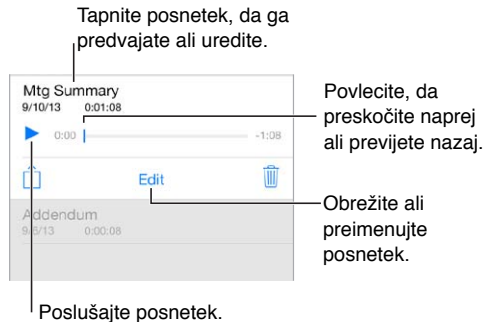 Tapnite posnetek, da ga
predvajate ali uredite.
Mtg Summary
9/10/13 0:01:08
0:00 -1:08
Edit
Addendum
9/6/13 0:00:08
Povlecite, da
preskočite naprej
ali previjete nazaj.
Obrežite ali
preimenujte
posnetek.
Poslušajte posnetek.